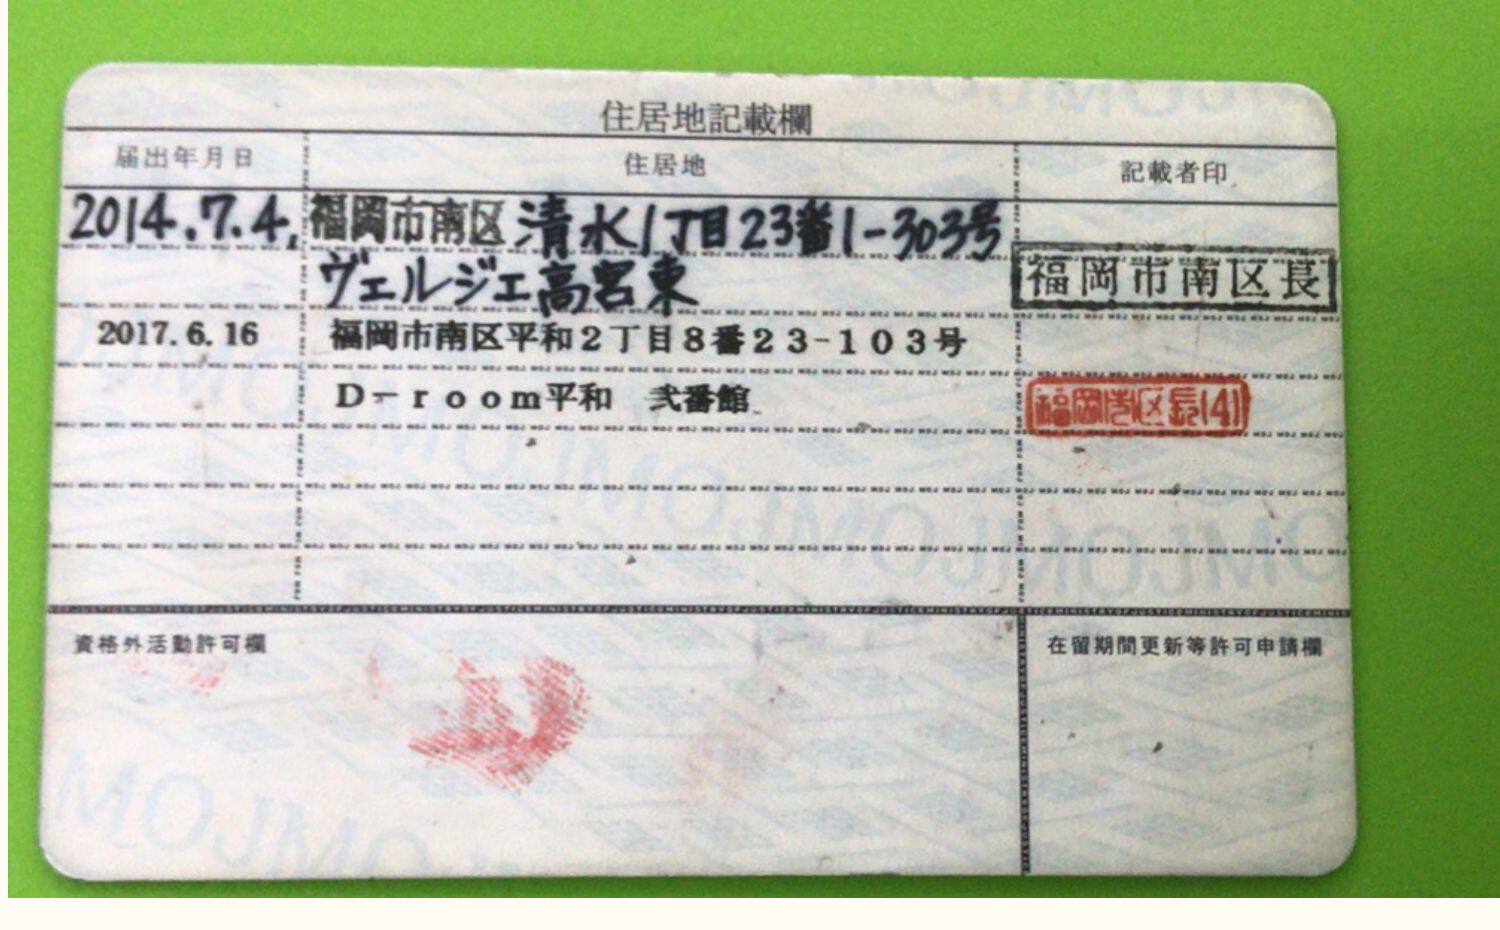 住居地記載欄
届出年月日 住居地 記載者印
2014.7.4. 福岡市南区 清水1丁目23番1-303号
ヴェルジェ高宮東
福岡市南区長
2017.6.16 福岡市南区平和2丁目8番23-103号
D-room平和 弐番館
福岡市区長(4)
資格外活動許可欄
在留期間更新等許可申請欄
MOJ